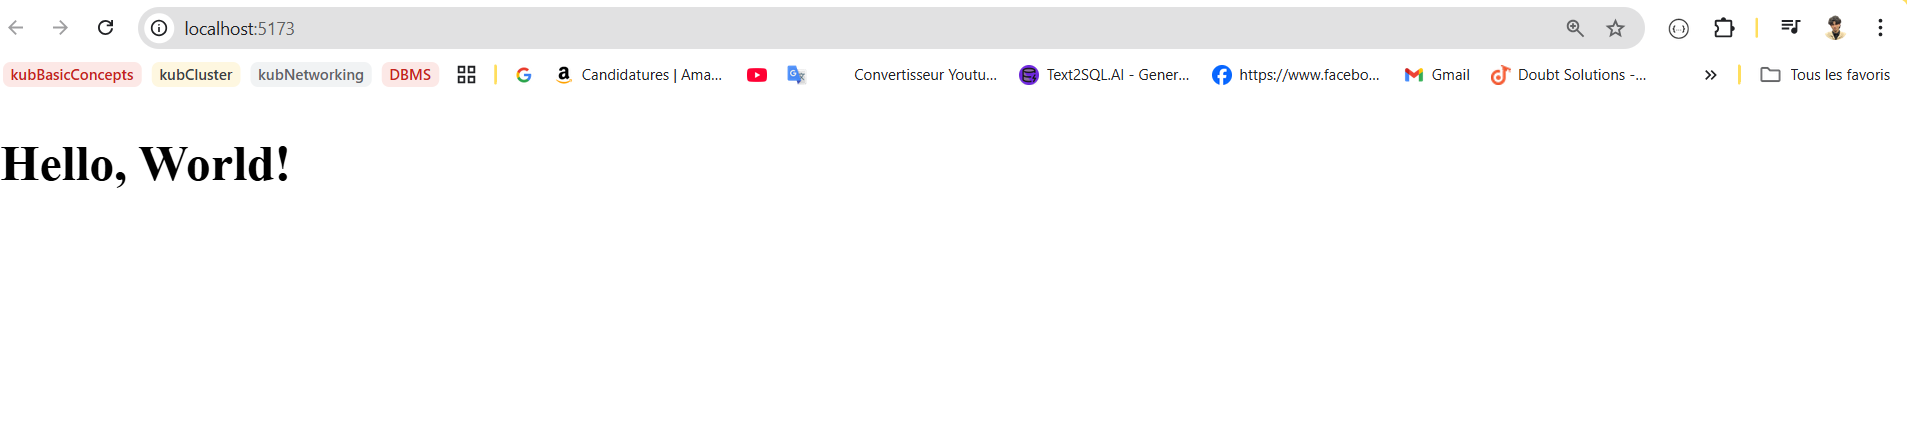 localhost:5173
kubBasicConcepts kubCluster kubNetworking DBMS Candidatures | Ama... Convertisseur Youtu... Text2SQL.AI - Gener... https://www.facebo... Gmail Doubt Solutions -... » Tous les favoris
Hello, World!